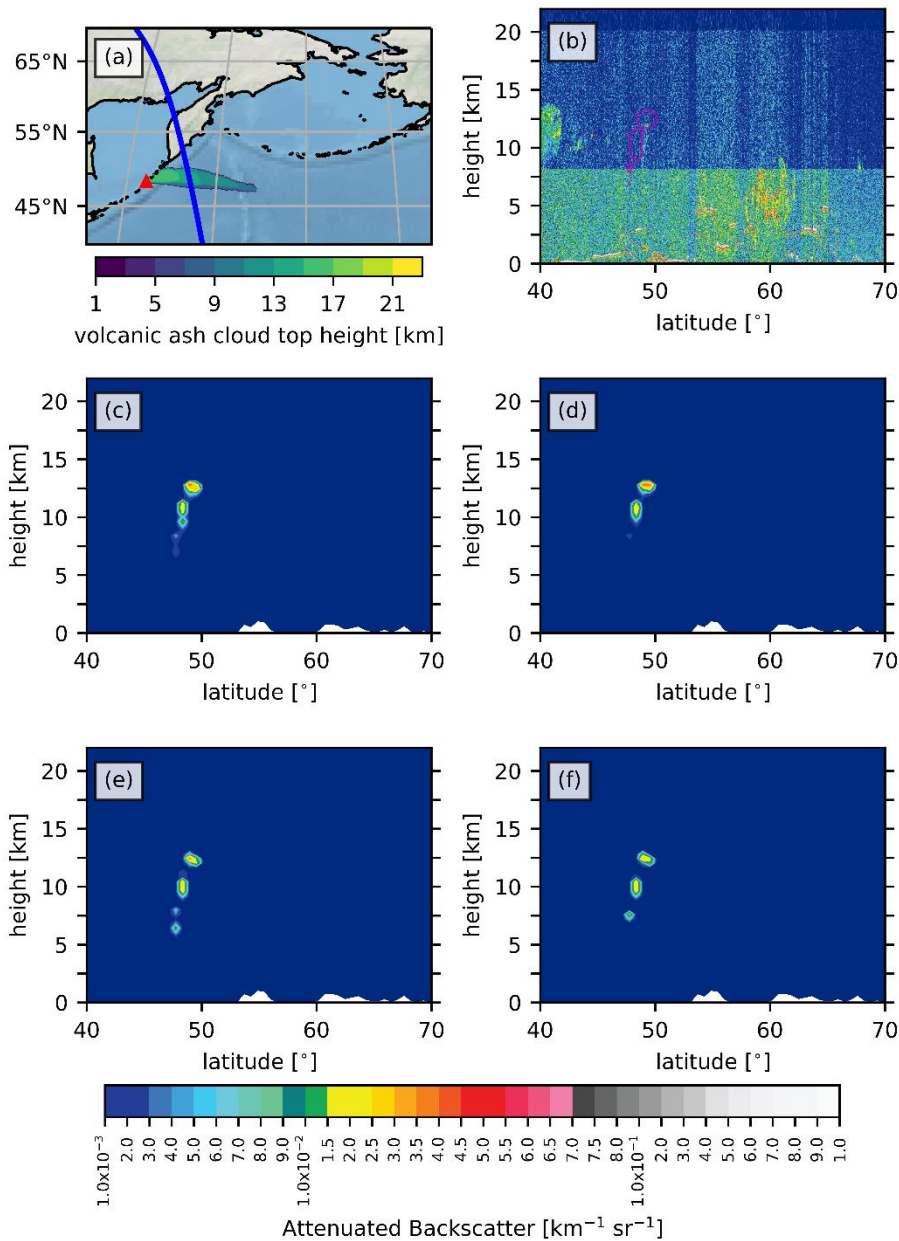 (a)
65°N
55°N
45°N
1 5 9 13 17 21
volcanic ash cloud top height [km]
(b)
20
15
10
5
0
height [km]
40 50 60 70
latitude [°]
(c)
20
15
10
5
0
height [km]
40 50 60 70
latitude [°]
(d)
20
15
10
5
0
height [km]
40 50 60 70
latitude [°]
(e)
20
15
10
5
0
height [km]
40 50 60 70
latitude [°]
(f)
20
15
10
5
0
height [km]
40 50 60 70
latitude [°]
1.0x10⁻³ 2.0 3.0 4.0 5.0 6.0 7.0 8.0 9.0 1.0x10⁻² 1.5 2.0 2.5 3.0 3.5 4.0 4.5 5.0 5.5 6.0 6.5 7.0 7.5 8.0 1.0x10⁻¹ 2.0 3.0 4.0 5.0 6.0 7.0 8.0 9.0 1.0
Attenuated Backscatter [km⁻¹ sr⁻¹]